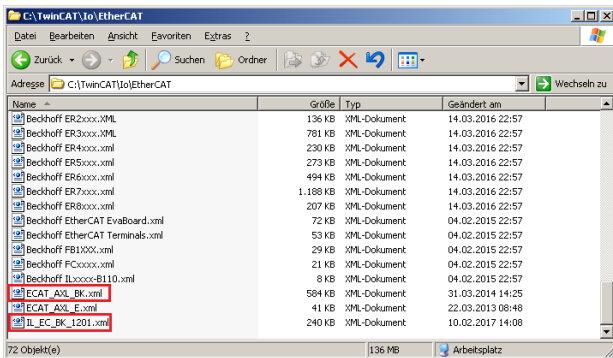 C:\TwinCAT\Io\EtherCAT
Datei Bearbeiten Ansicht Favoriten Extras ?
Zurück Suchen Ordner
Adresse C:\TwinCAT\Io\EtherCAT Wechseln zu
Name Größe Typ Geändert am
Beckhoff ER2xxx.XML 136 KB XML-Dokument 14.03.2016 22:57
Beckhoff ER3xxx.XML 781 KB XML-Dokument 14.03.2016 22:57
Beckhoff ER4xxx.xml 230 KB XML-Dokument 14.03.2016 22:57
Beckhoff ER5xxx.xml 273 KB XML-Dokument 14.03.2016 22:57
Beckhoff ER6xxx.xml 494 KB XML-Dokument 14.03.2016 22:57
Beckhoff ER7xxx.xml 1.188 KB XML-Dokument 14.03.2016 22:57
Beckhoff ER8xxx.xml 207 KB XML-Dokument 14.03.2016 22:57
Beckhoff EtherCAT EvaBoard.xml 72 KB XML-Dokument 04.02.2015 22:57
Beckhoff EtherCAT Terminals.xml 53 KB XML-Dokument 04.02.2015 22:57
Beckhoff FB1XXX.xml 29 KB XML-Dokument 04.02.2015 22:57
Beckhoff FCxxxx.xml 21 KB XML-Dokument 04.02.2015 22:57
Beckhoff ILxxxx-B110.xml 8 KB XML-Dokument 04.02.2015 22:57
ECAT_AXL_BK.xml 584 KB XML-Dokument 31.03.2014 14:25
ECAT_AXL_E.xml 41 KB XML-Dokument 22.03.2013 08:48
IL_EC_BK_1201.xml 240 KB XML-Dokument 10.02.2017 14:08
72 Objekt(e) 136 MB Arbeitsplatz